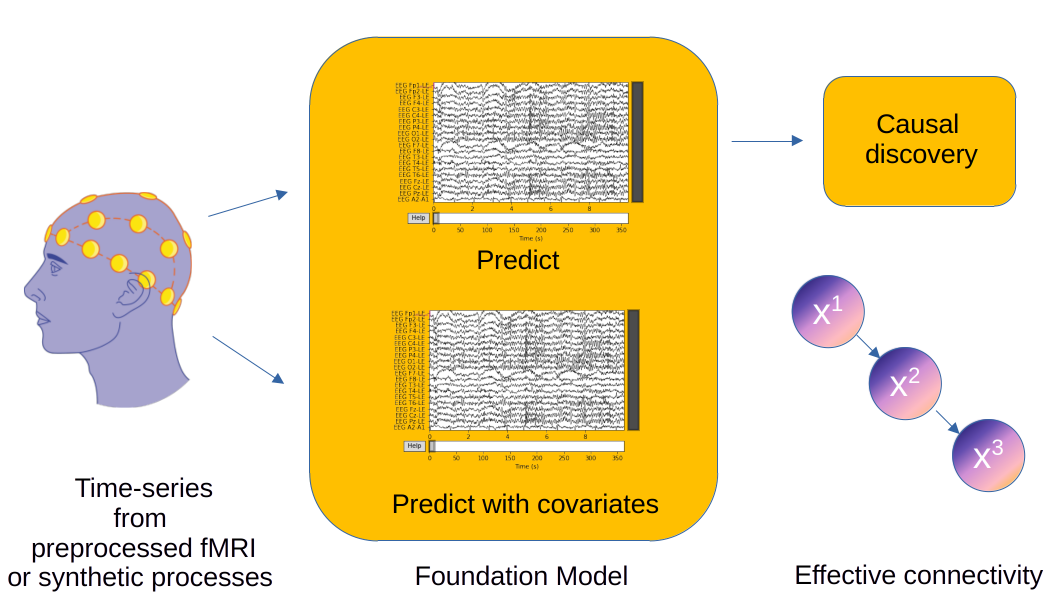 EEG Fp1-LE
EEG Fp2-LE
EEG F3-LE
EEG F4-LE
EEG C3-LE
EEG C4-LE
EEG P3-LE
EEG P4-LE
EEG O1-LE
EEG O2-LE
EEG F7-LE
EEG F8-LE
EEG T3-LE
EEG T4-LE
EEG T5-LE
EEG T6-LE
EEG Fz-LE
EEG Cz-LE
EEG Pz-LE
EEG A2-A1
0 2 4 6 8
Help
0 50 100 150 200 250 300 350
Time (s)
Predict
EEG Fp1-LE
EEG Fp2-LE
EEG F3-LE
EEG F4-LE
EEG C3-LE
EEG C4-LE
EEG P3-LE
EEG P4-LE
EEG O1-LE
EEG O2-LE
EEG F7-LE
EEG F8-LE
EEG T3-LE
EEG T4-LE
EEG T5-LE
EEG T6-LE
EEG Fz-LE
EEG Cz-LE
EEG Pz-LE
EEG A2-A1
0 2 4 6 8
Help
0 50 100 150 200 250 300 350
Time (s)
Predict with covariates
Causal
discovery
x¹
x²
x³
Time-series
from
preprocessed fMRI
or synthetic processes
Foundation Model
Effective connectivity